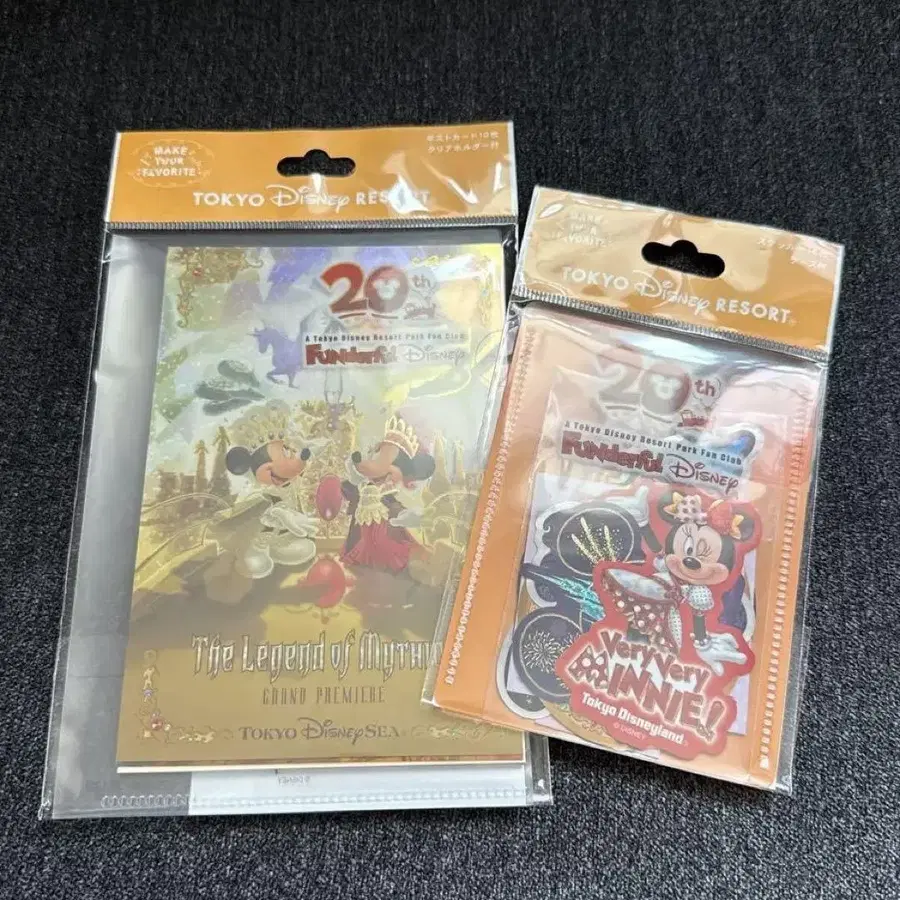 MAKE
YOUR
FAVORITE
ポストカード10枚
クリアホルダー付
TOKYO Disney RESORT
20th
A Tokyo Disney Resort Park Fan Club
FUNderful Disney
The Legend of Mythic
GRAND PREMIERE
TOKYO DisneySEA
MAKE
FAVORITE
TOKYO Disney RESORT
20th
A Tokyo Disney Resort Park Fan Club
FUNderful Disney
Very Very
MINNIE!
Tokyo Disneyland
© DISNEY